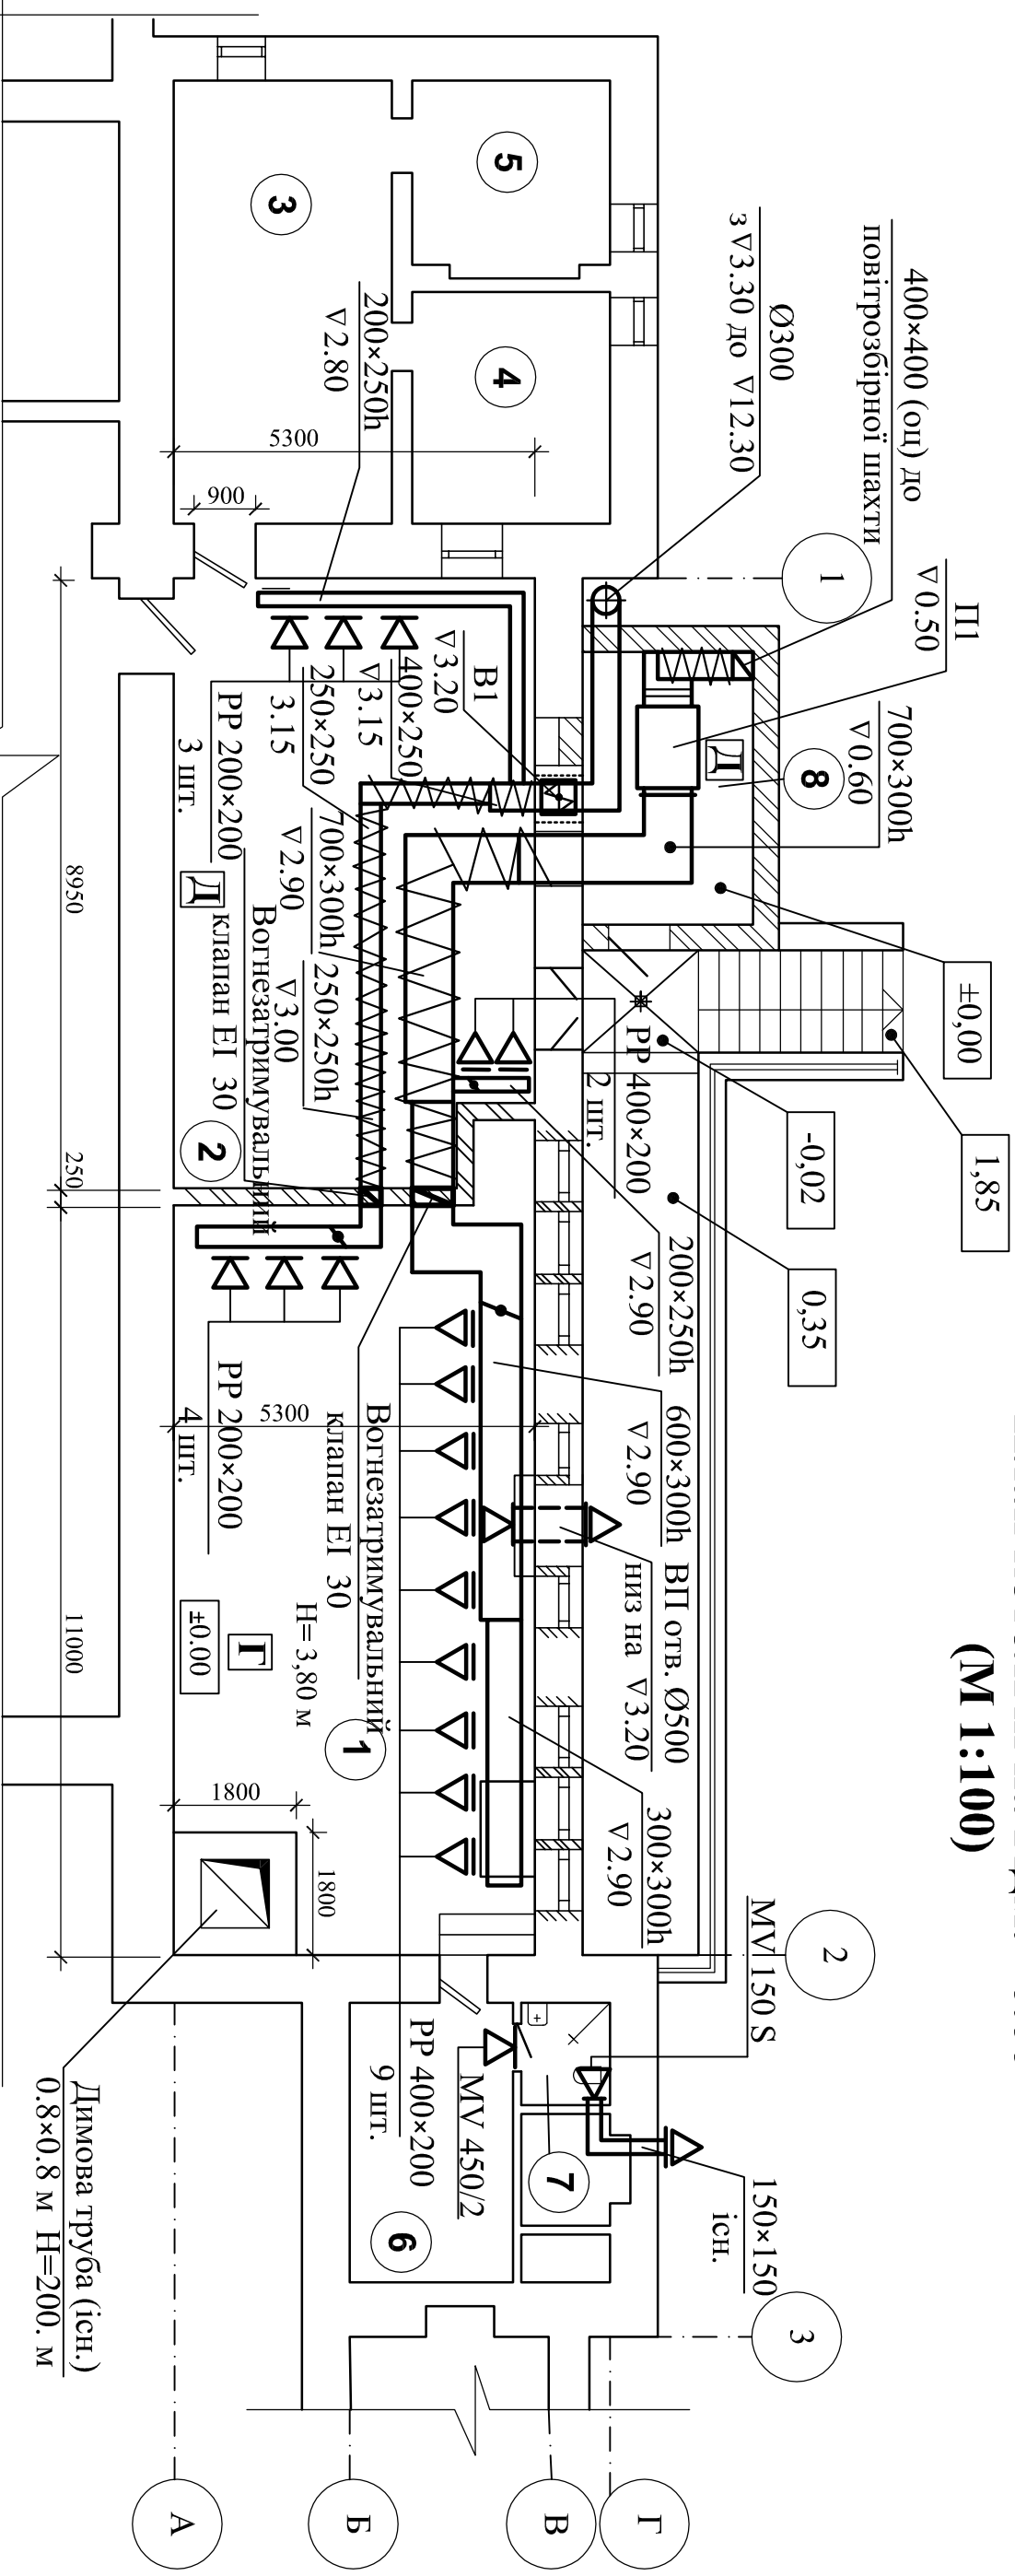 (М 1:100)
400×400 (оц) до
повітрозбірної шахти
Ø300
з ∇3.30 до ∇12.30
П1
∇0.50
700×300h
∇0.60
±0,00
1,85
-0,02
0,35
1
2
3
5
3
4
8
Д
200×250h
∇2.80
5300
900
В1
∇3.20
400×250
∇3.15
250×250
3.15
РР 200×200
3 шт.
700×300h
∇2.90
250×250h
∇3.00
Вогнезатримувальний
клапан EI 30
Д
2
РР 400×200
2 шт.
200×250h
∇2.90
600×300h
∇2.90
ВП отв. Ø500
низ на ∇3.20
300×300h
∇2.90
MV 150 S
150×150
існ.
5300
РР 200×200
4 шт.
Вогнезатримувальний
клапан EI 30
H=3,80 м
Г
±0.00
1
1800
1800
РР 400×200
9 шт.
MV 450/2
7
6
8950
250
11000
Димова труба (існ.)
0.8×0.8 м Н=200. м
А
Б
В
Г